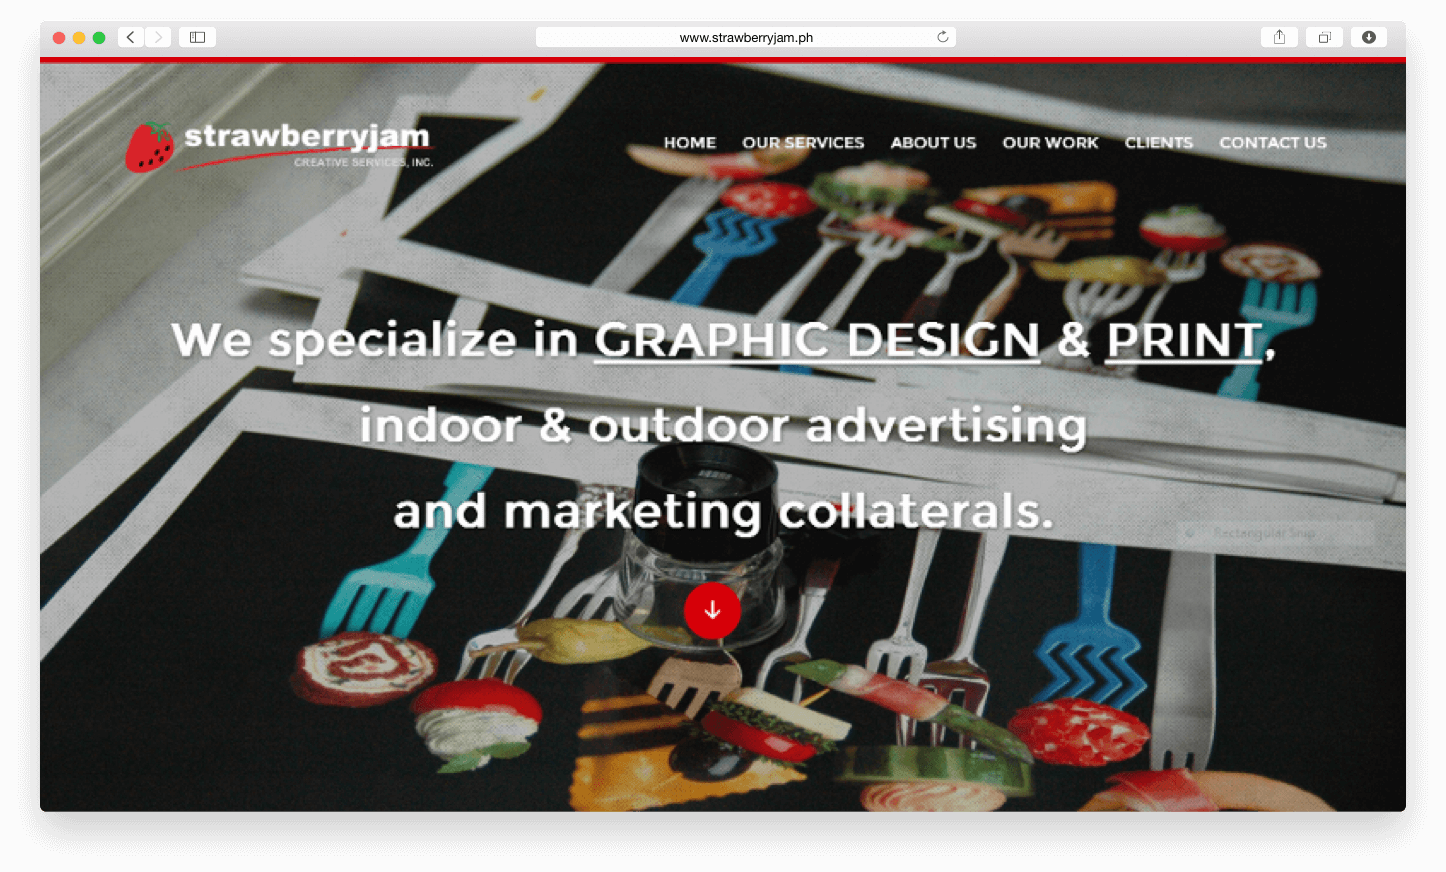 www.strawberryjam.ph
strawberryjam
CREATIVE SERVICES, INC.
HOME OUR SERVICES ABOUT US OUR WORK CLIENTS CONTACT US
We specialize in GRAPHIC DESIGN & PRINT,
indoor & outdoor advertising
and marketing collaterals.
Rectangular Snip